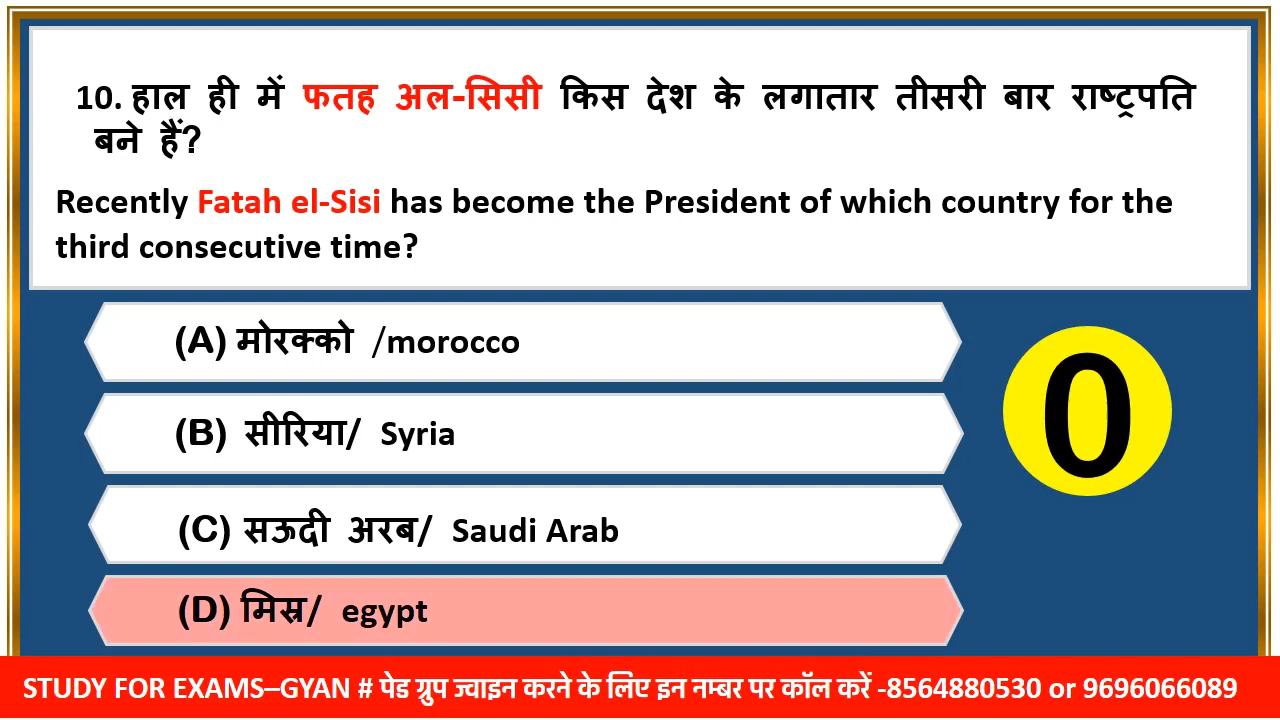 10. हाल ही में फतह अल-सिसी किस देश के लगातार तीसरी बार राष्ट्रपति
बने हैं?
Recently Fatah el-Sisi has become the President of which country for the
third consecutive time?
(A) मोरक्को /morocco
(B) सीरिया/ Syria
0
(C) सऊदी अरब/ Saudi Arab
(D) मिस्र/ egypt
STUDY FOR EXAMS–GYAN # पेड ग्रुप ज्वाइन करने के लिए इन नम्बर पर कॉल करें -8564880530 or 9696066089